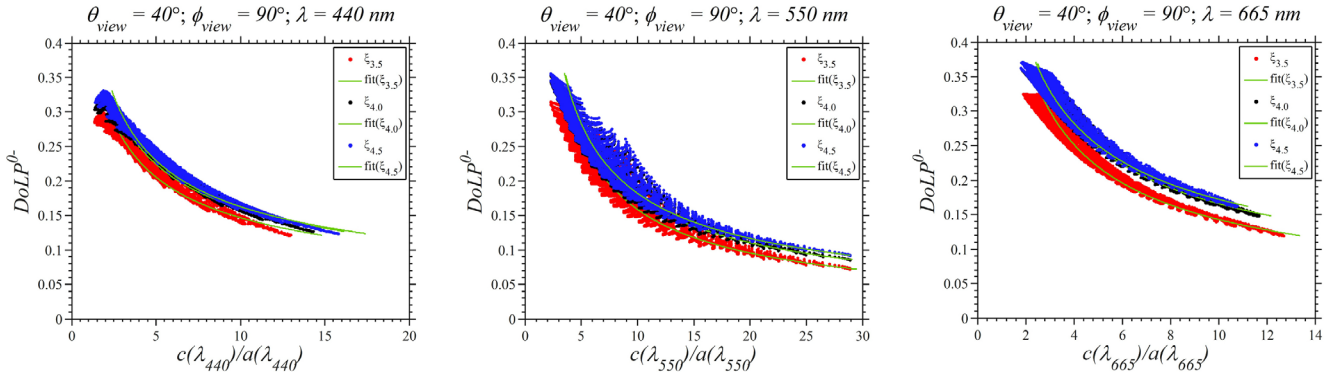 θview = 40°; ϕview = 90°; λ = 440 nm
0.4
0.35
0.3
0.25
0.2
0.15
0.1
0.05
0
DoLP0-
0 5 10 15 20
c(λ440)/a(λ440)
ξ3.5
fit(ξ3.5)
ξ4.0
fit(ξ4.0)
ξ4.5
fit(ξ4.5)
θview = 40°; ϕview = 90°; λ = 550 nm
0.4
0.35
0.3
0.25
0.2
0.15
0.1
0.05
0
DoLP0-
0 5 10 15 20 25 30
c(λ550)/a(λ550)
ξ3.5
fit(ξ3.5)
ξ4.0
fit(ξ4.0)
ξ4.5
fit(ξ4.5)
θview = 40°; ϕview = 90°; λ = 665 nm
0.4
0.35
0.3
0.25
0.2
0.15
0.1
0.05
0
DoLP0-
0 2 4 6 8 10 12 14
c(λ665)/a(λ665)
ξ3.5
fit(ξ3.5)
ξ4.0
fit(ξ4.0)
ξ4.5
fit(ξ4.5)